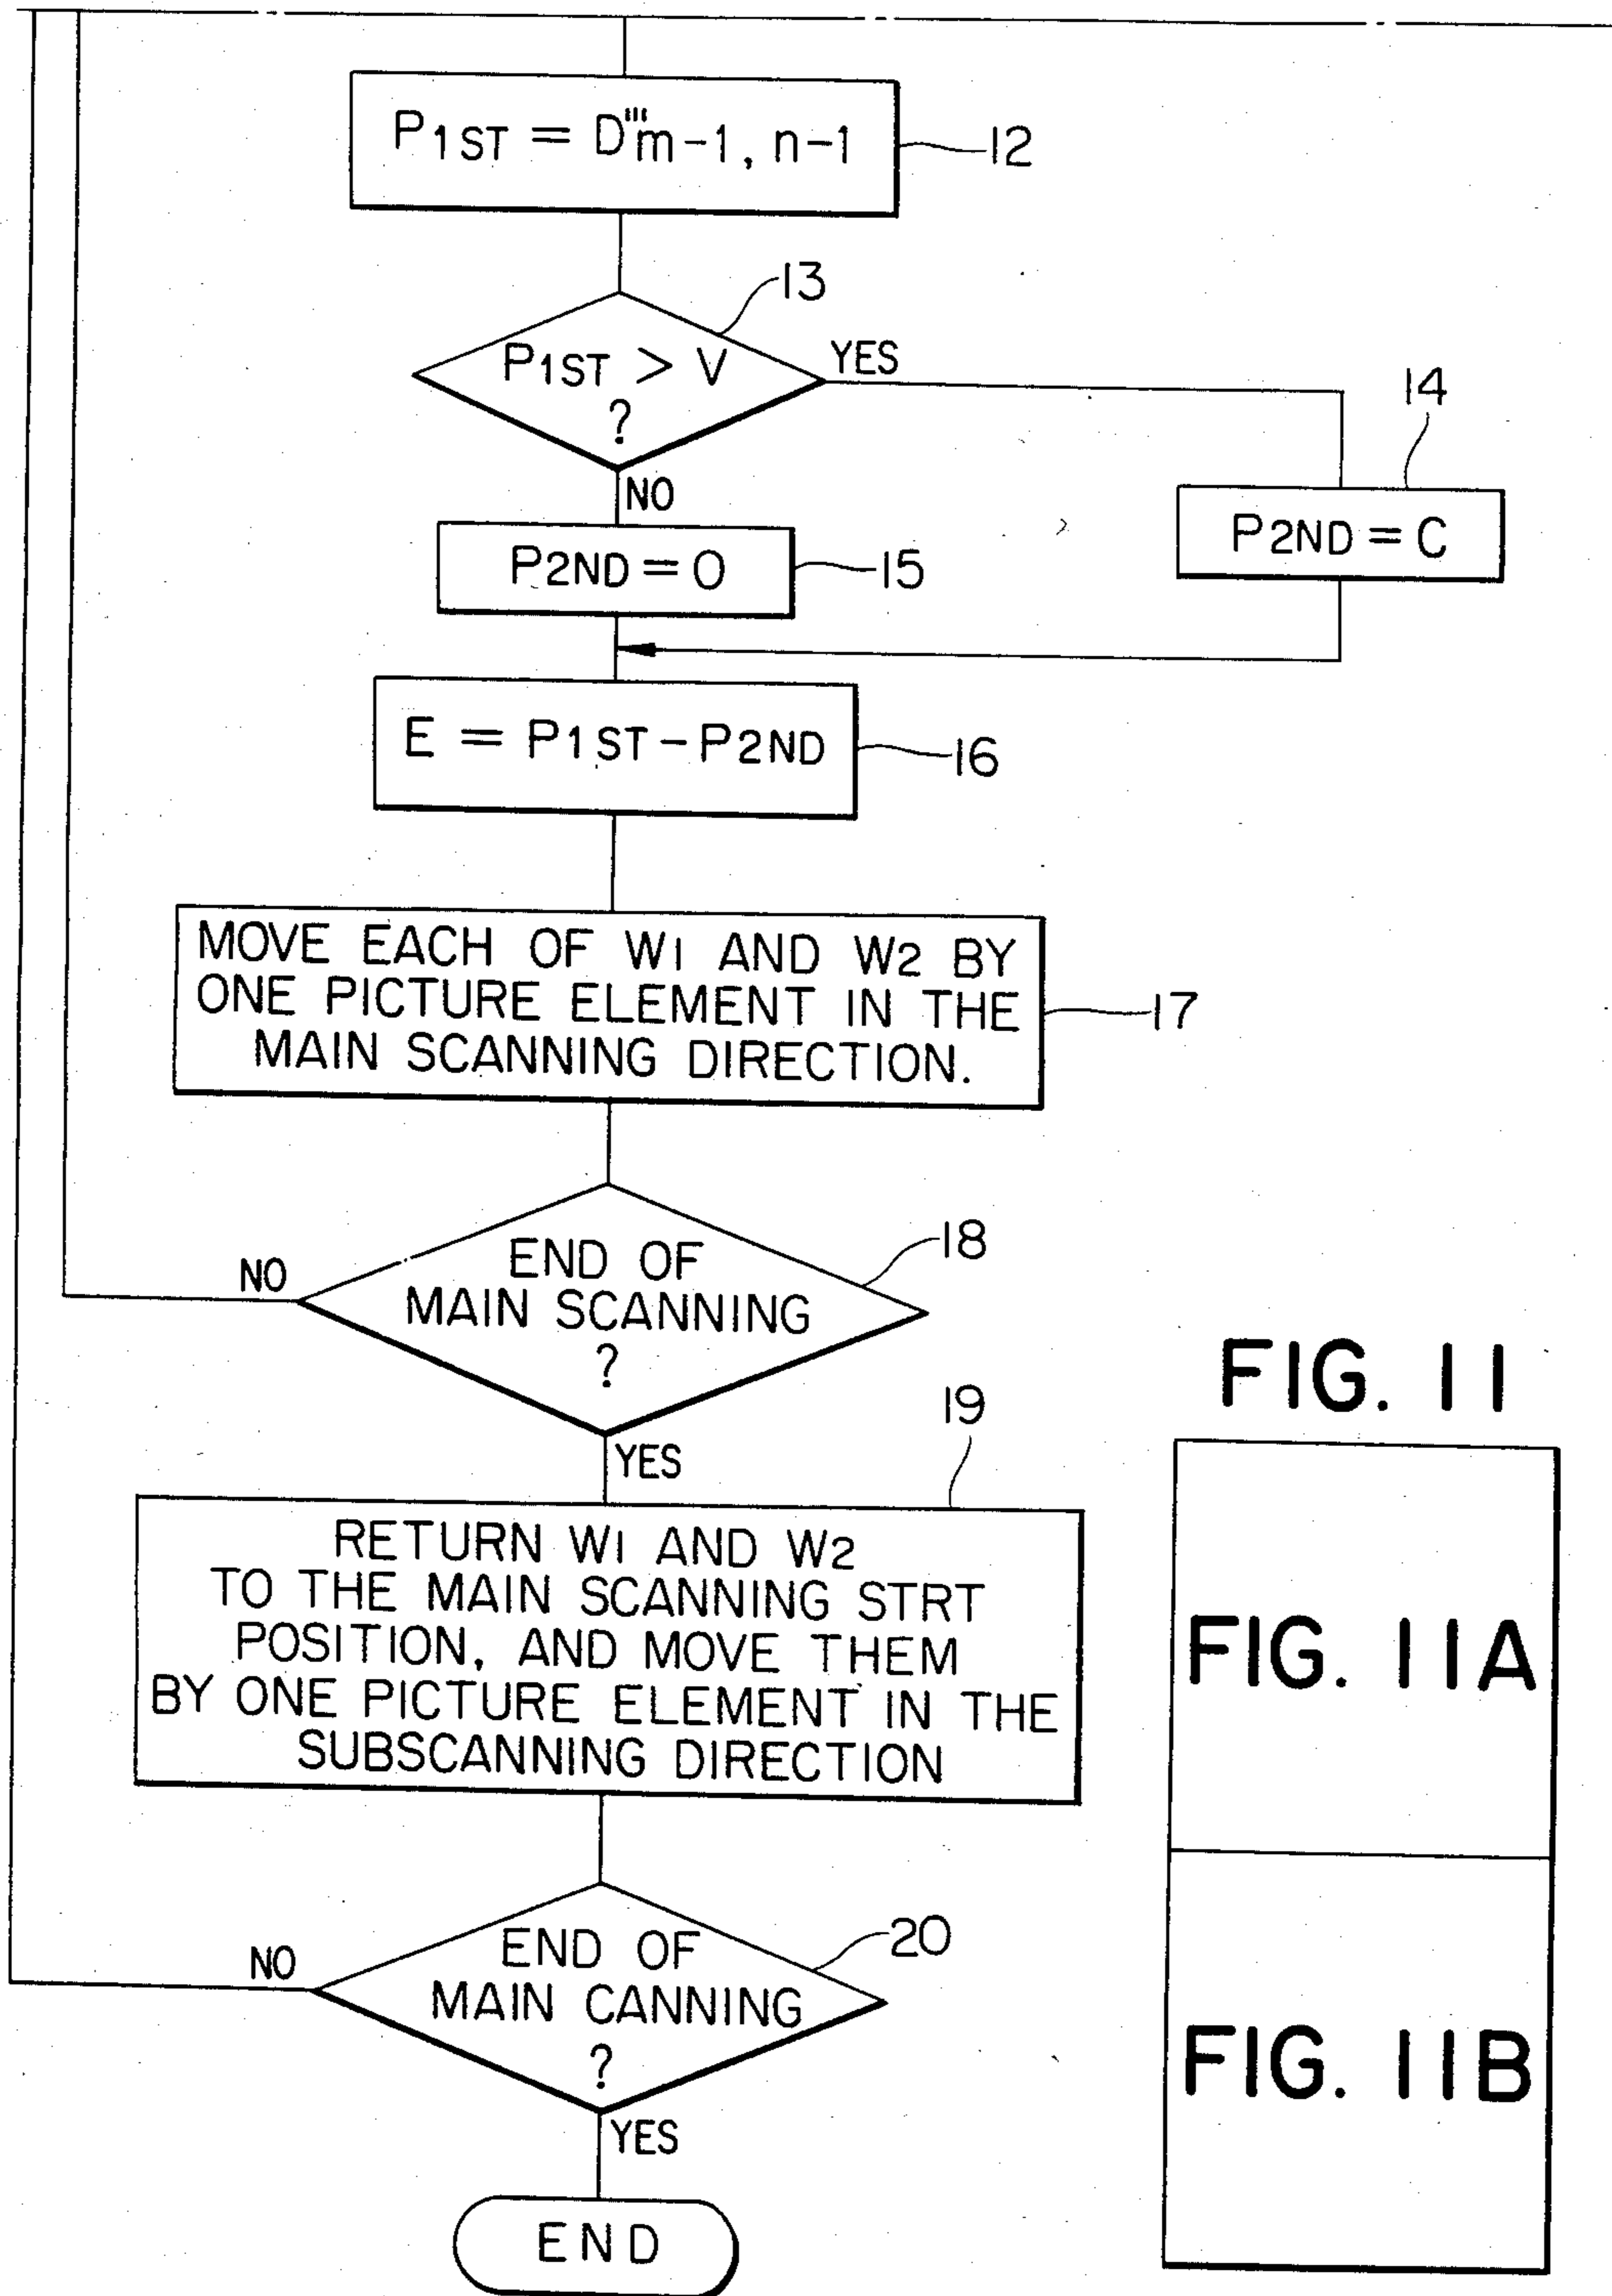 P1ST = D'''m-1, n-1
12
13
P1ST > V
?
YES
14
NO
P2ND = C
P2ND = O
15
E = P1ST - P2ND
16
MOVE EACH OF W1 AND W2 BY
ONE PICTURE ELEMENT IN THE
MAIN SCANNING DIRECTION.
17
18
END OF
MAIN SCANNING
?
NO
YES
19
RETURN W1 AND W2
TO THE MAIN SCANNING STRT
POSITION, AND MOVE THEM
BY ONE PICTURE ELEMENT IN THE
SUBSCANNING DIRECTION
20
END OF
MAIN CANNING
?
NO
YES
END
FIG. 11
FIG. 11A
FIG. 11B